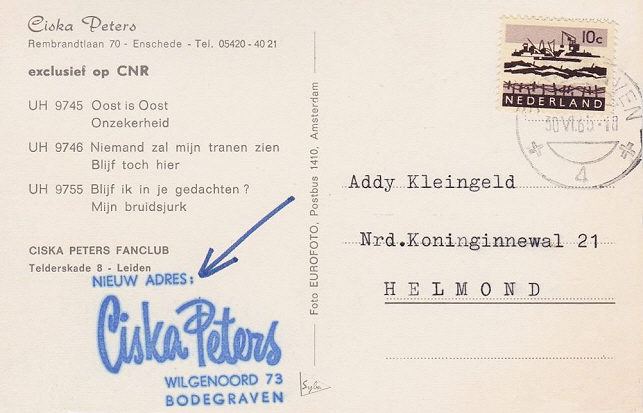 Ciska Peters
Rembrandtlaan 70 - Enschede - Tel. 05420 - 40 21
exclusief op CNR
UH 9745 Oost is Oost
Onzekerheid
UH 9746 Niemand zal mijn tranen zien
Blijf toch hier
UH 9755 Blijf ik in je gedachten?
Mijn bruidsjurk
CISKA PETERS FANCLUB
Telderskade 8 - Leiden
NIEUW ADRES:
Ciska Peters
WILGENOORD 73
BODEGRAVEN
Foto EUROFOTO, Postbus 1410, Amsterdam
Syba
10c
NEDERLAND
4
Addy Kleingeld
Nrd.Koninginnewal 21
HELMOND